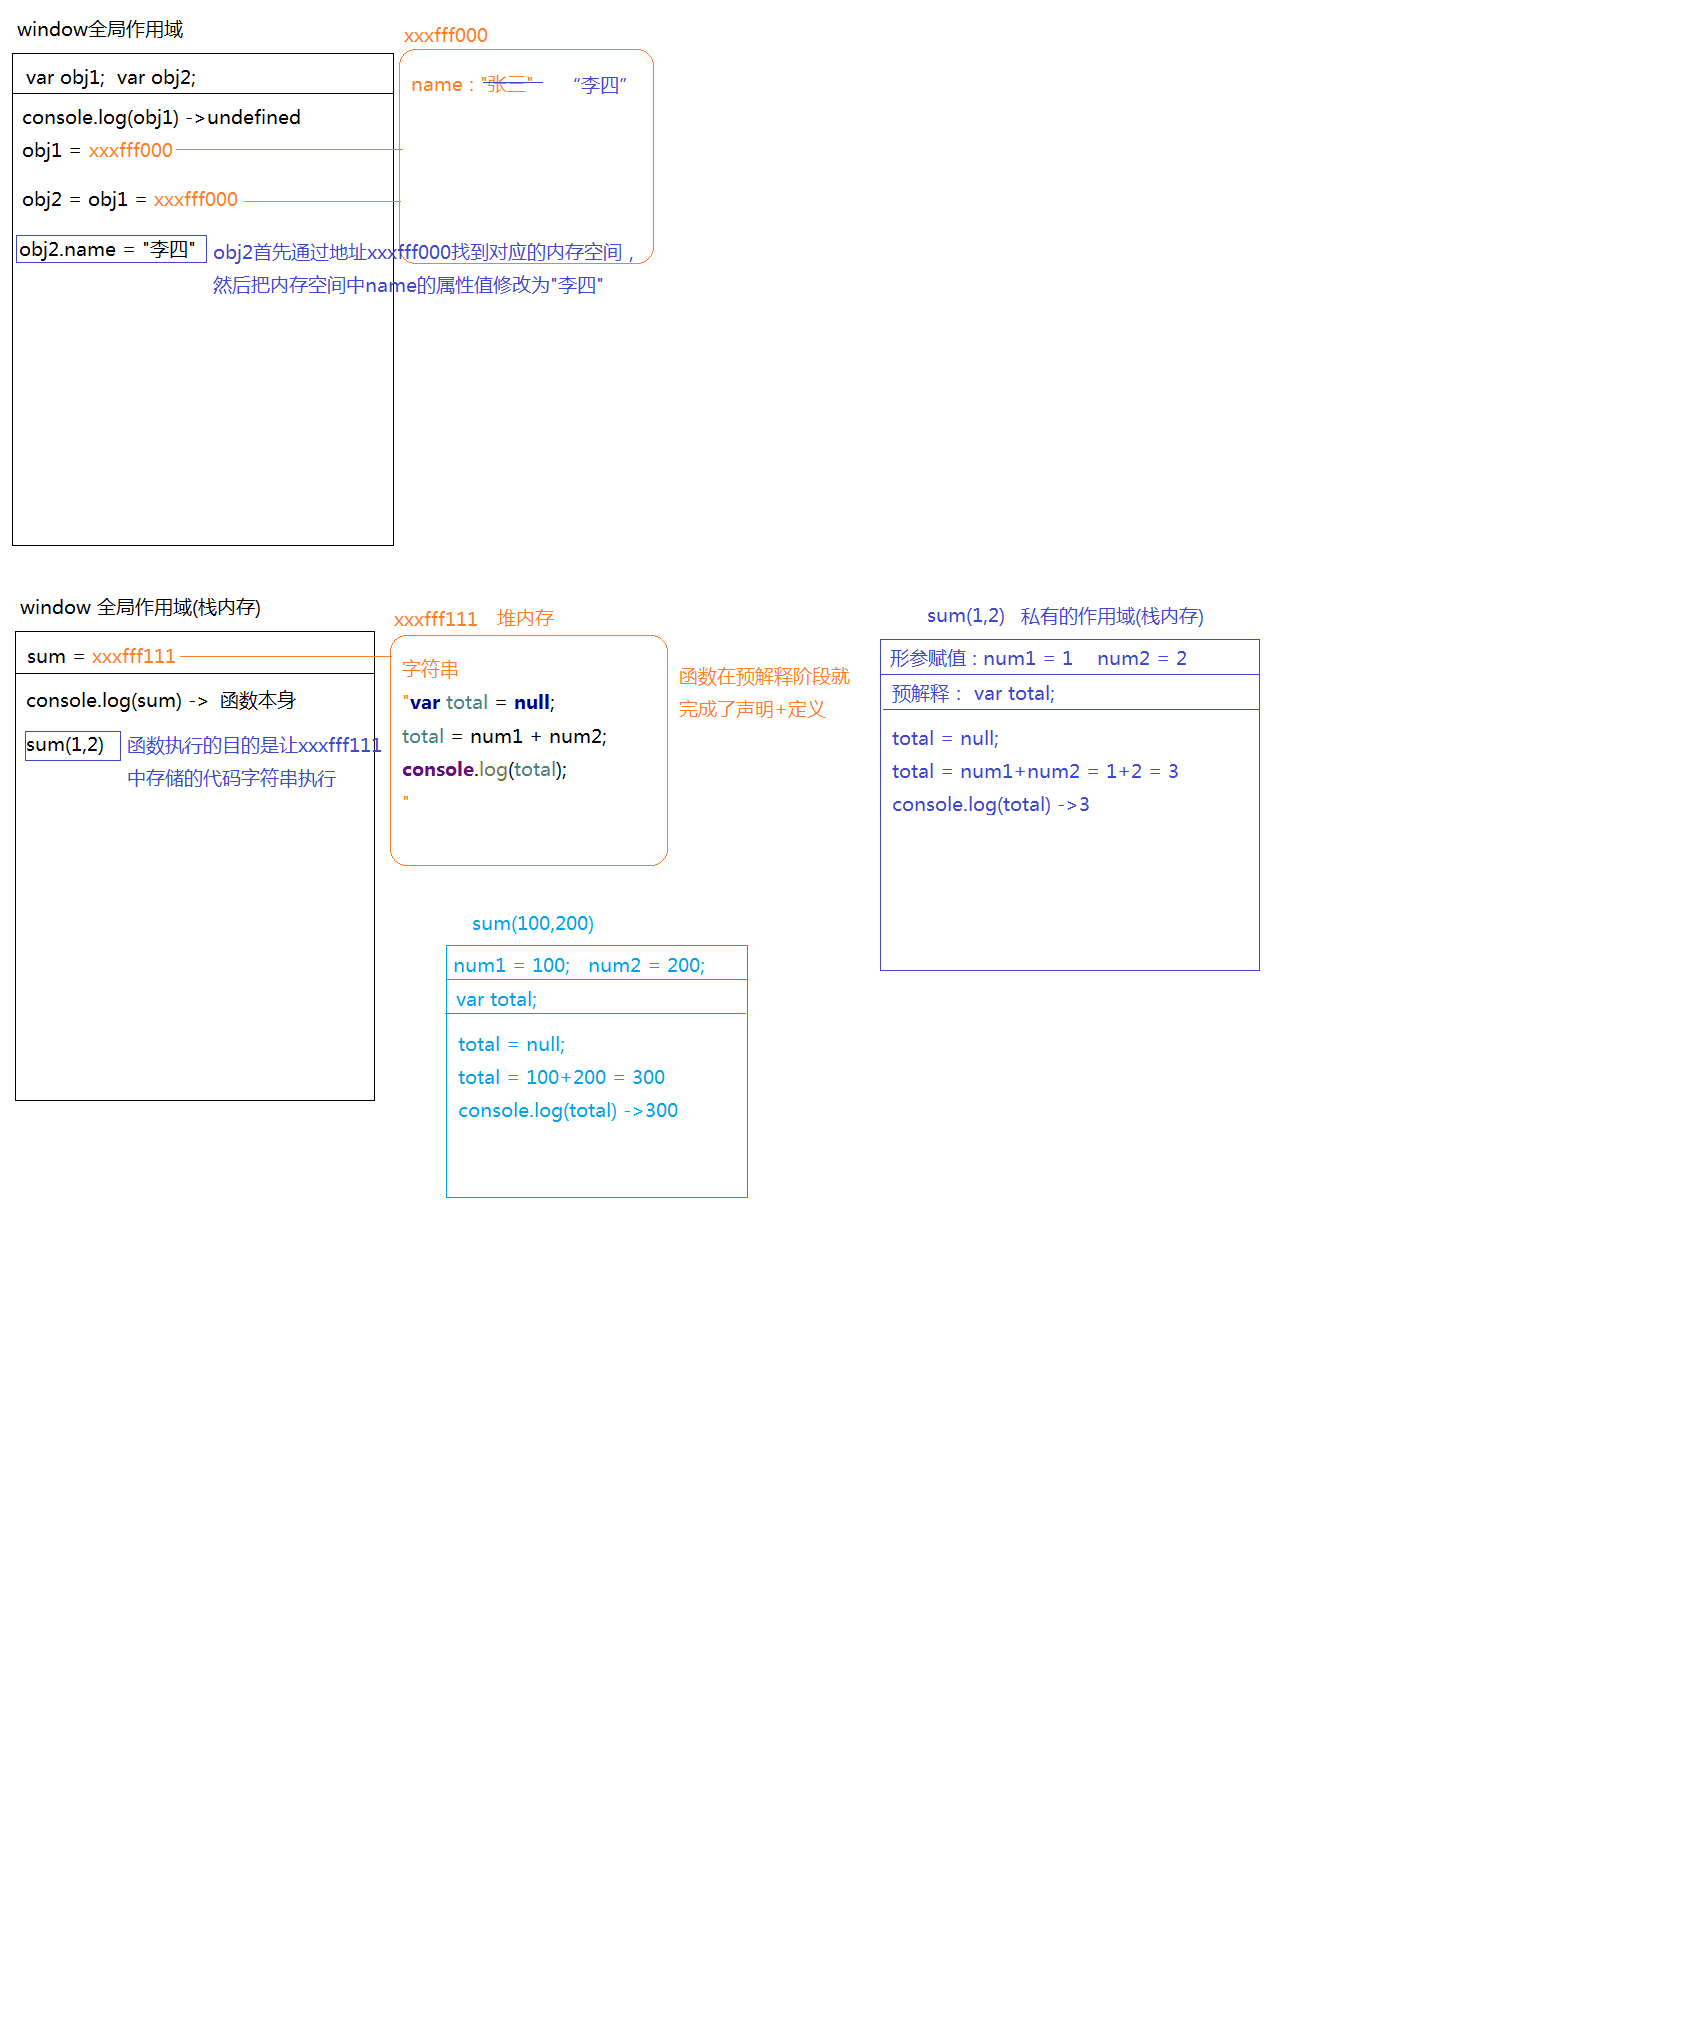 window全局作用域
var obj1;  var obj2;
console.log(obj1) ->undefined
obj1 = xxxfff000
obj2 = obj1 = xxxfff000
obj2.name = "李四"
obj2首先通过地址xxxfff000找到对应的内存空间，
然后把内存空间中name的属性值修改为"李四"
xxxfff000
name : "张三"  “李四”
window 全局作用域(栈内存)
sum = xxxfff111
console.log(sum) ->  函数本身
sum(1,2)
函数执行的目的是让xxxfff111
中存储的代码字符串执行
xxxfff111  堆内存
字符串
"var total = null;
total = num1 + num2;
console.log(total);
"
函数在预解释阶段就
完成了声明+定义
sum(1,2)  私有的作用域(栈内存)
形参赋值 : num1 = 1  num2 = 2
预解释 :  var total;
total = null;
total = num1+num2 = 1+2 = 3
console.log(total) ->3
sum(100,200)
num1 = 100;  num2 = 200;
var total;
total = null;
total = 100+200 = 300
console.log(total) ->300